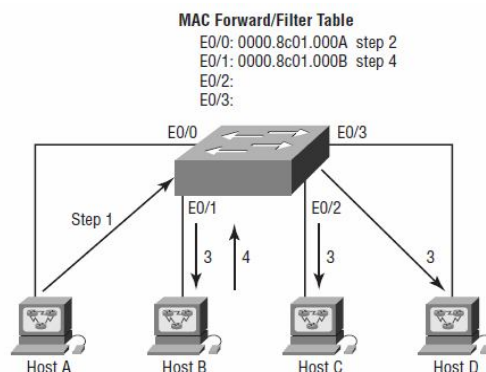 MAC Forward/Filter Table
E0/0: 0000.8c01.000A step 2
E0/1: 0000.8c01.000B step 4
E0/2:
E0/3:
E0/0
E0/3
Step 1
E0/1
E0/2
3
4
3
3
Host A
Host B
Host C
Host D